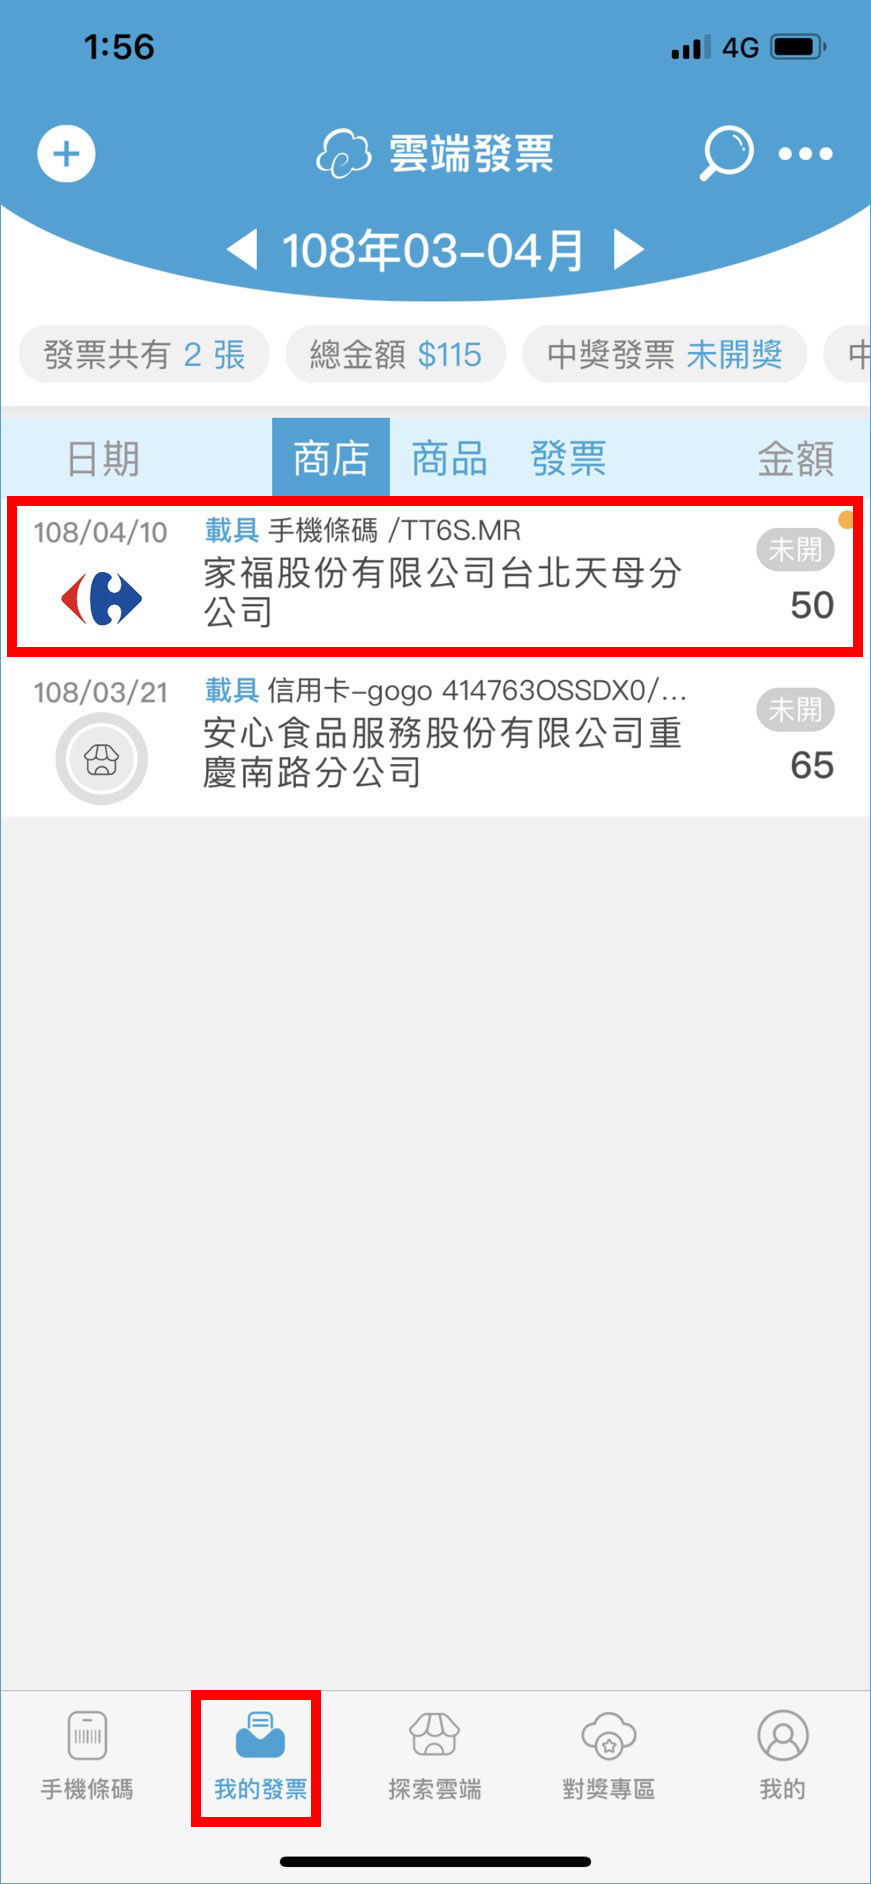 1:56
4G
雲端發票
108年03-04月
發票共有 2 張
總金額 $115
中獎發票 未開獎
日期 商店 商品 發票 金額
108/04/10
載具 手機條碼 /TT6S.MR
未開
家福股份有限公司台北天母分
公司
50
108/03/21
載具 信用卡-gogo 414763OSSDX0/...
未開
安心食品服務股份有限公司重
慶南路分公司
65
手機條碼 我的發票 探索雲端 對獎專區 我的